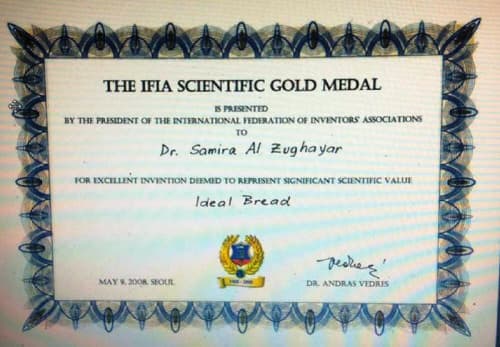 THE IFIA SCIENTIFIC GOLD MEDAL
IS PRESENTED
BY THE PRESIDENT OF THE INTERNATIONAL FEDERATION OF INVENTORS' ASSOCIATIONS
TO
Dr. Samira Al Zughayar
FOR EXCELLENT INVENTION DEEMED TO REPRESENT SIGNIFICANT SCIENTIFIC VALUE
Ideal Bread
MAY 9, 2008, SEOUL
DR. ANDRAS VEDRES